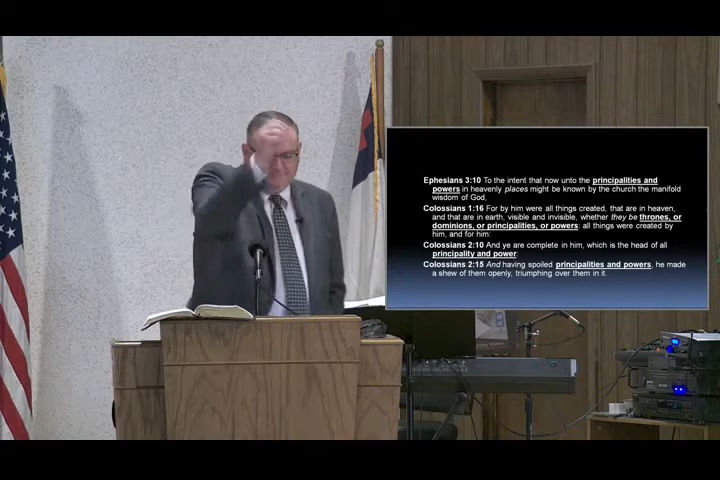 Ephesians 3:10 To the intent that now unto the principalities and
powers in heavenly places might be known by the church the manifold
wisdom of God,
Colossians 1:16 For by him were all things created, that are in heaven,
and that are in earth, visible and invisible, whether they be thrones, or
dominions, or principalities, or powers: all things were created by
him, and for him:
Colossians 2:10 And ye are complete in him, which is the head of all
principality and power:
Colossians 2:15 And having spoiled principalities and powers, he made
a shew of them openly, triumphing over them in it.